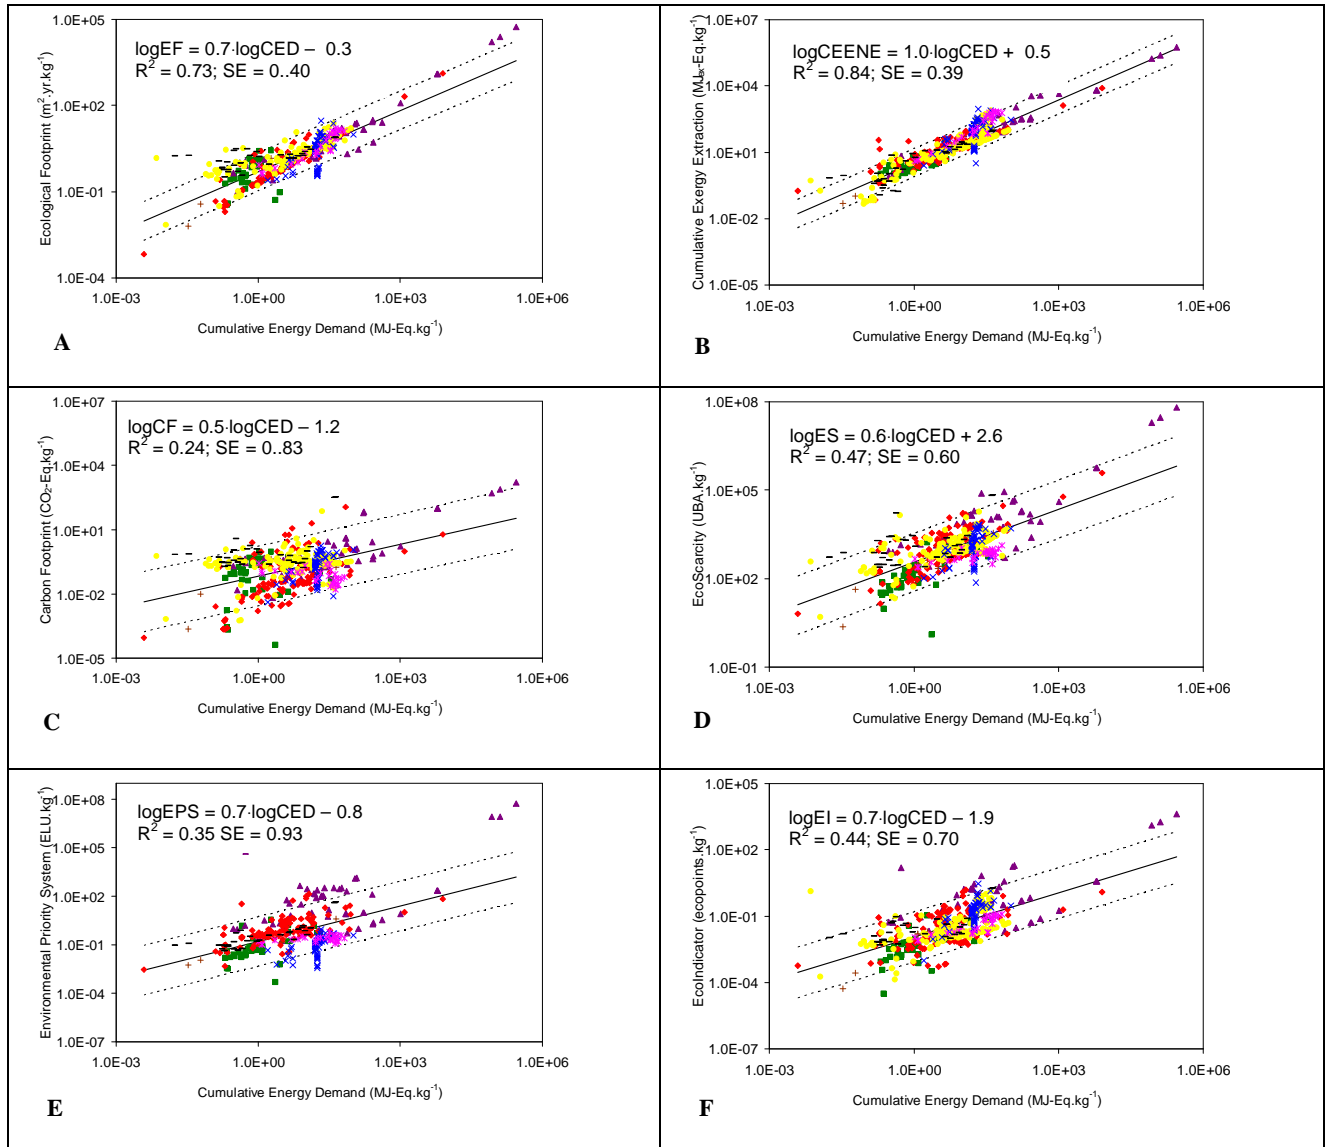 logEF = 0.7·logCED – 0.3
R² = 0.73; SE = 0..40
Ecological Footprint (m².yr.kg⁻¹)
1.0E+05
1.0E+02
1.0E-01
1.0E-04
1.0E-03 1.0E+00 1.0E+03 1.0E+06
Cumulative Energy Demand (MJ-Eq.kg⁻¹)
A
logCEENE = 1.0·logCED + 0.5
R² = 0.84; SE = 0.39
Cumulative Exergy Extraction (MJₑₓ-Eq.kg⁻¹)
1.0E+07
1.0E+04
1.0E+01
1.0E-02
1.0E-05
1.0E-03 1.0E+00 1.0E+03 1.0E+06
Cumulative Energy Demand (MJ-Eq.kg⁻¹)
B
logCF = 0.5·logCED – 1.2
R² = 0.24; SE = 0..83
Carbon Footprint (CO₂-Eq.kg⁻¹)
1.0E+07
1.0E+04
1.0E+01
1.0E-02
1.0E-05
1.0E-03 1.0E+00 1.0E+03 1.0E+06
Cumulative Energy Demand (MJ-Eq.kg⁻¹)
C
logES = 0.6·logCED + 2.6
R² = 0.47; SE = 0.60
EcoScarcity (UBA.kg⁻¹)
1.0E+08
1.0E+05
1.0E+02
1.0E-01
1.0E-03 1.0E+00 1.0E+03 1.0E+06
Cumulative Energy Demand (MJ-Eq.kg⁻¹)
D
logEPS = 0.7·logCED – 0.8
R² = 0.35 SE = 0.93
Environmental Priority System (ELU.kg⁻¹)
1.0E+08
1.0E+05
1.0E+02
1.0E-01
1.0E-04
1.0E-07
1.0E-03 1.0E+00 1.0E+03 1.0E+06
Cumulative Energy Demand (MJ-Eq.kg⁻¹)
E
logEI = 0.7·logCED – 1.9
R² = 0.44; SE = 0.70
EcoIndicator (ecopoints.kg⁻¹)
1.0E+05
1.0E+02
1.0E-01
1.0E-04
1.0E-07
1.0E-03 1.0E+00 1.0E+03 1.0E+06
Cumulative Energy Demand (MJ-Eq.kg⁻¹)
F